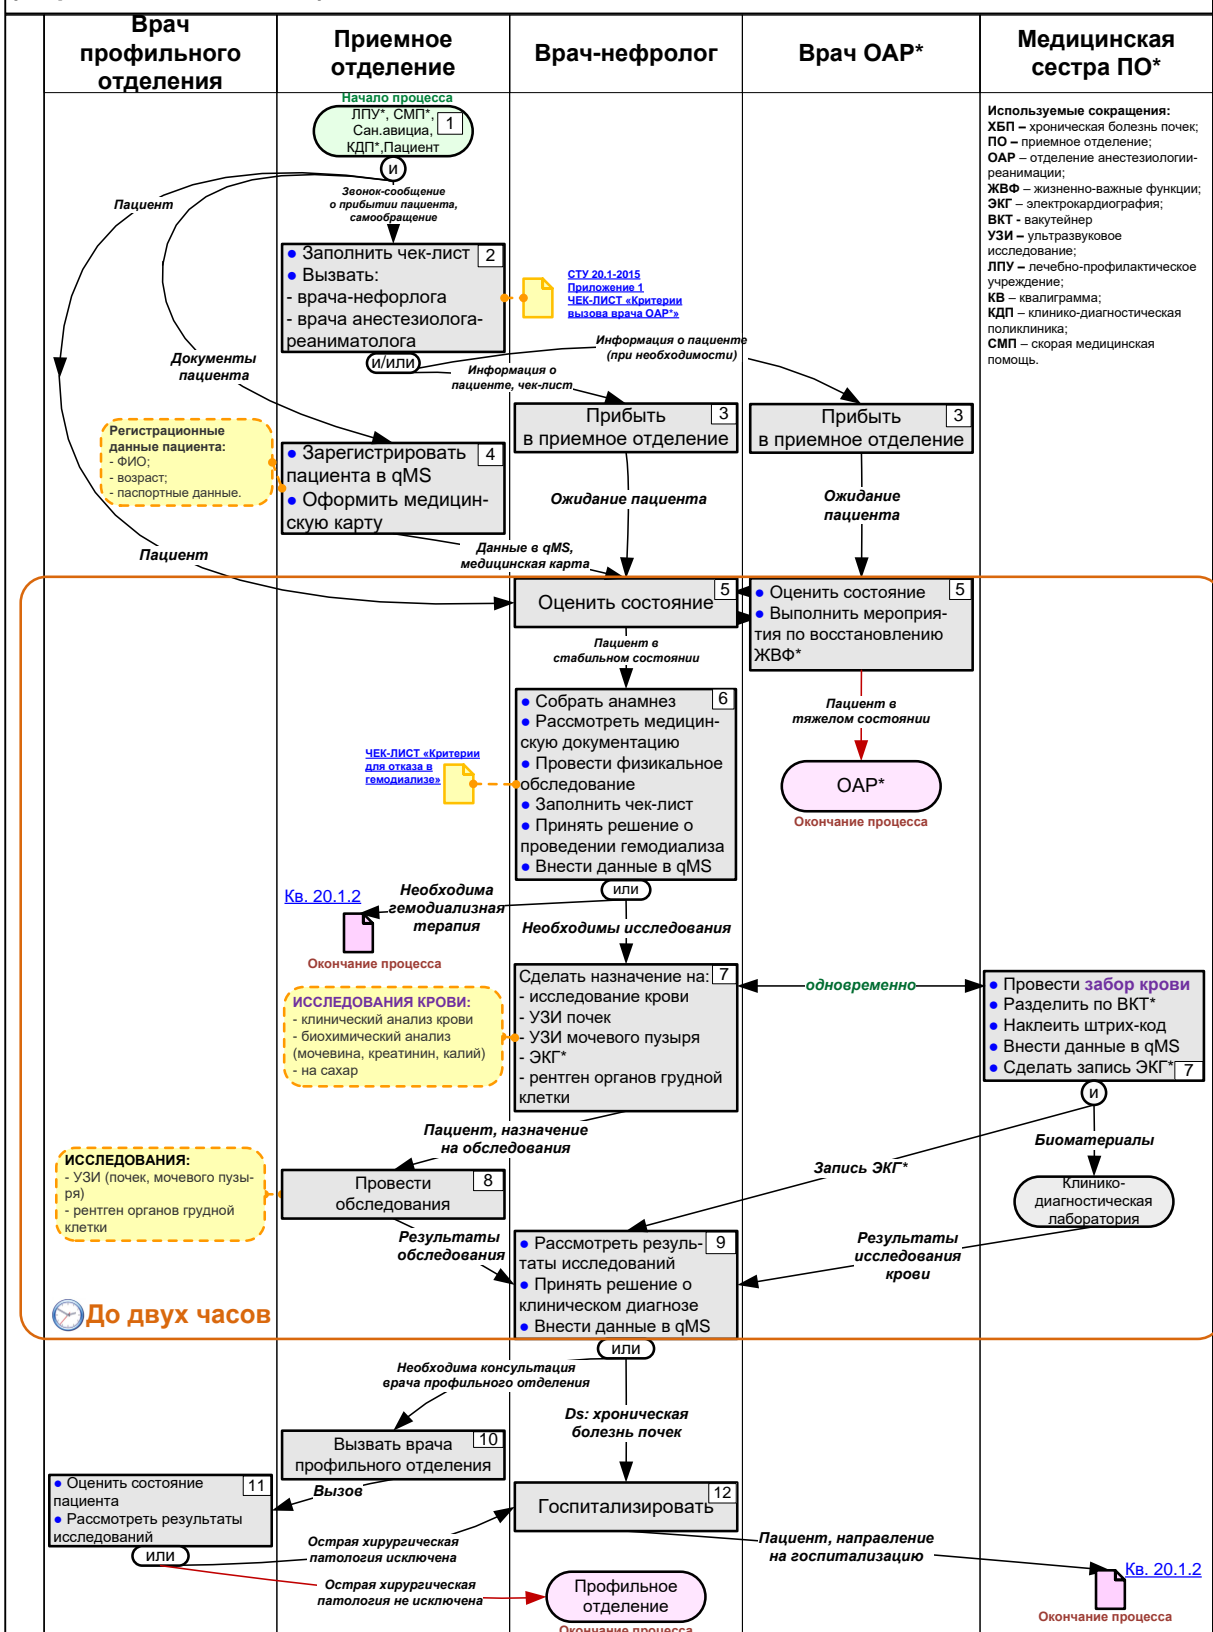 Врач
профильного
отделения
Приемное
отделение
Врач-нефролог
Врач ОАР*
Медицинская
сестра ПО*
Начало процесса
ЛПУ*, СМП*,
Сан.авициа,
КДП*,Пациент
1
и
Используемые сокращения:
ХБП – хроническая болезнь почек;
ПО – приемное отделение;
ОАР – отделение анестезиологии-
реанимации;
ЖВФ – жизненно-важные функции;
ЭКГ – электрокардиография;
ВКТ - вакутейнер
УЗИ – ультразвуковое
исследование;
ЛПУ – лечебно-профилактическое
учреждение;
КВ – квалиграмма;
КДП – клинико-диагностическая
поликлиника;
СМП – скорая медицинская
помощь.
Пациент
Звонок-сообщение
о прибытии пациента,
самообращение
● Заполнить чек-лист
2
● Вызвать:
- врача-нефорлога
- врача анестезиолога-
реаниматолога
и/или
СТУ 20.1-2015
Приложение 1
ЧЕК-ЛИСТ «Критерии
вызова врача ОАР*»
Документы
пациента
Информация о пациенте
(при необходимости)
Информация о
пациенте, чек-лист
Прибыть
в приемное отделение
3
Прибыть
в приемное отделение
3
Регистрационные
данные пациента:
- ФИО;
- возраст;
- паспортные данные.
● Зарегистрировать
4
пациента в qMS
● Оформить медицин-
скую карту
Ожидание пациента
Ожидание
пациента
Пациент
Данные в qMS,
медицинская карта
Оценить состояние
5
● Оценить состояние
5
● Выполнить мероприя-
тия по восстановлению
ЖВФ*
Пациент в
стабильном состоянии
Пациент в
тяжелом состоянии
● Собрать анамнез
6
● Рассмотреть медицин-
скую документацию
● Провести физикальное
обследование
● Заполнить чек-лист
● Принять решение о
проведении гемодиализа
● Внести данные в qMS
ЧЕК-ЛИСТ «Критерии
для отказа в
гемодиализе»
ОАР*
Окончание процесса
или
Кв. 20.1.2
Необходима
гемодиализная
терапия
Окончание процесса
Необходимы исследования
Сделать назначение на:
7
- исследование крови
- УЗИ почек
- УЗИ мочевого пузыря
- ЭКГ*
- рентген органов грудной
клетки
ИССЛЕДОВАНИЯ КРОВИ:
- клинический анализ крови
- биохимический анализ
(мочевина, креатинин, калий)
- на сахар
одновременно
● Провести забор крови
● Разделить по ВКТ*
● Наклеить штрих-код
● Внести данные в qMS
● Сделать запись ЭКГ*
7
и
Пациент, назначение
на обследования
Биоматериалы
Запись ЭКГ*
ИССЛЕДОВАНИЯ:
- УЗИ (почек, мочевого пузы-
ря)
- рентген органов грудной
клетки
Провести
обследования
8
Клинико-
диагностическая
лаборатория
Результаты
обследования
● Рассмотреть резуль-
9
таты исследований
● Принять решение о
клиническом диагнозе
● Внести данные в qMS
Результаты
исследования
крови
До двух часов
или
Необходима консультация
врача профильного отделения
Ds: хроническая
болезнь почек
Вызвать врача
профильного отделения
10
Вызов
● Оценить состояние
11
пациента
● Рассмотреть результаты
исследований
или
Госпитализировать
12
Острая хирургическая
патология исключена
Пациент, направление
на госпитализацию
Острая хирургическая
патология не исключена
Профильное
отделение
Окончание процесса
Кв. 20.1.2
Окончание процесса